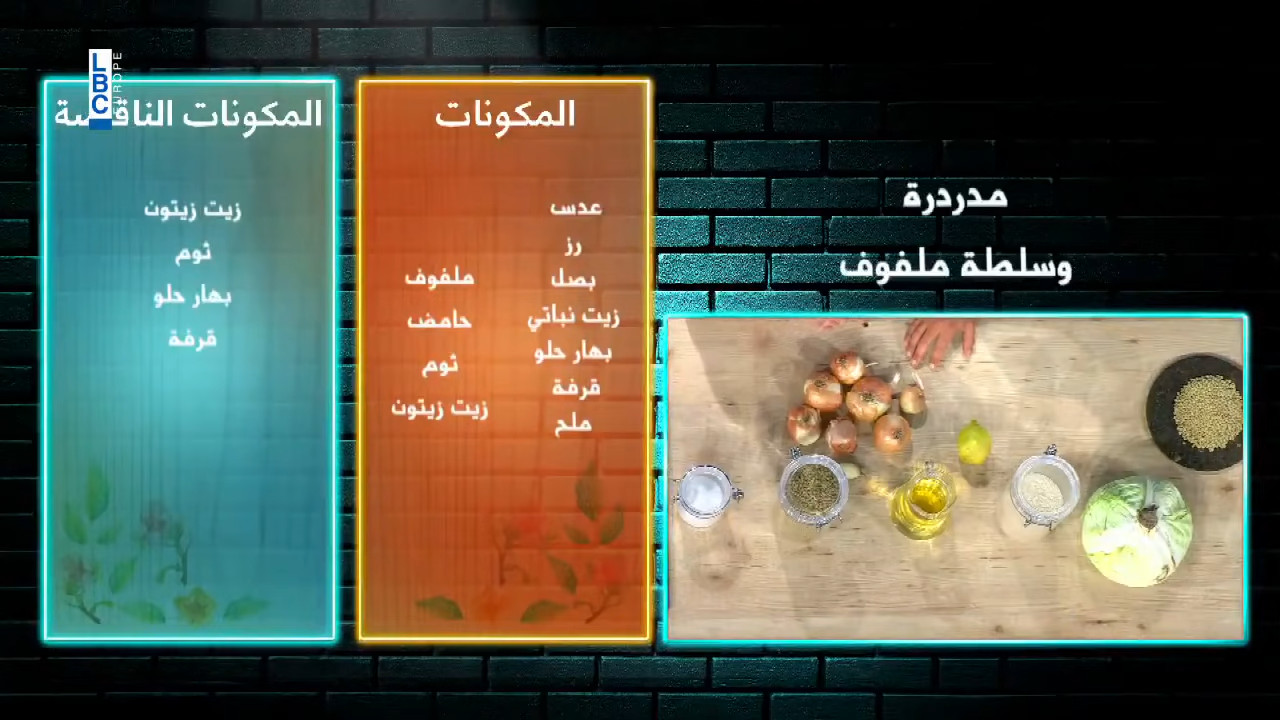 مدردرة
وسلطة ملفوف
المكونات
عدس
رز
بصل
زيت نباتي
بهار حلو
قرفة
ملح
ملفوف
حامض
ثوم
زيت زيتون
المكونات الناقصة
زيت زيتون
ثوم
بهار حلو
قرفة
LBC
EUROPE